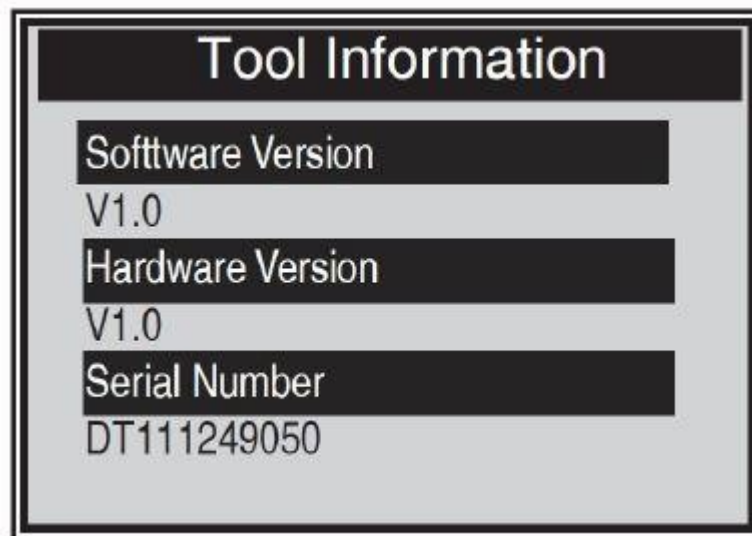 Tool Information
Softtware Version
V1.0
Hardware Version
V1.0
Serial Number
DT111249050